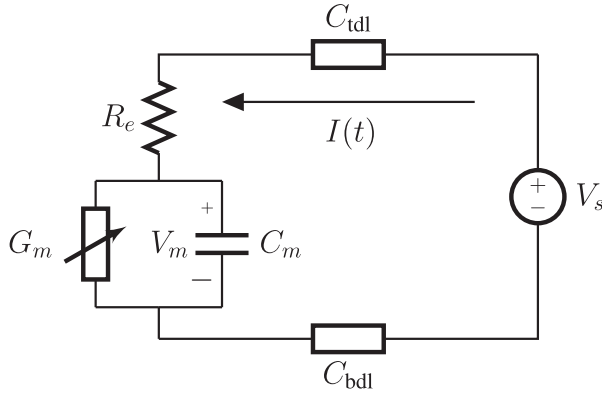 C_tdl
I(t)
R_e
+
−
V_s
+
G_m
V_m
C_m
−
C_bdl